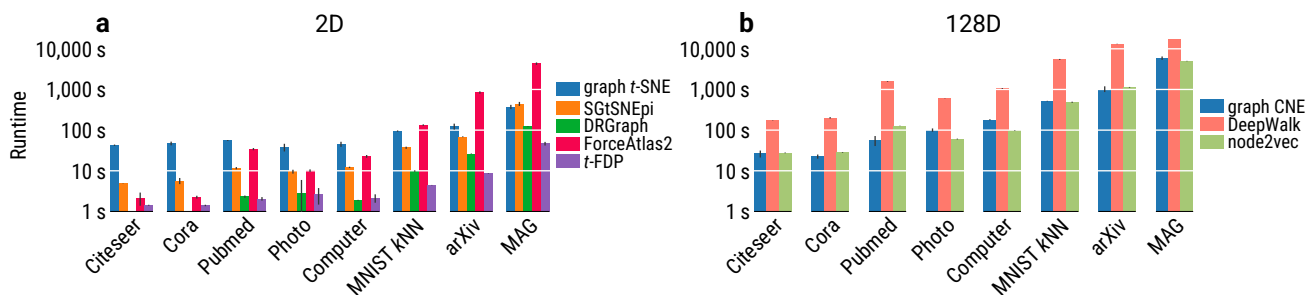 a
2D
Runtime
10,000 s
1,000 s
100 s
10 s
1 s
Citeseer
Cora
Pubmed
Photo
Computer
MNIST kNN
arXiv
MAG
graph t-SNE
SGtSNEpi
DRGraph
ForceAtlas2
t-FDP
b
128D
10,000 s
1,000 s
100 s
10 s
1 s
Citeseer
Cora
Pubmed
Photo
Computer
MNIST kNN
arXiv
MAG
graph CNE
DeepWalk
node2vec